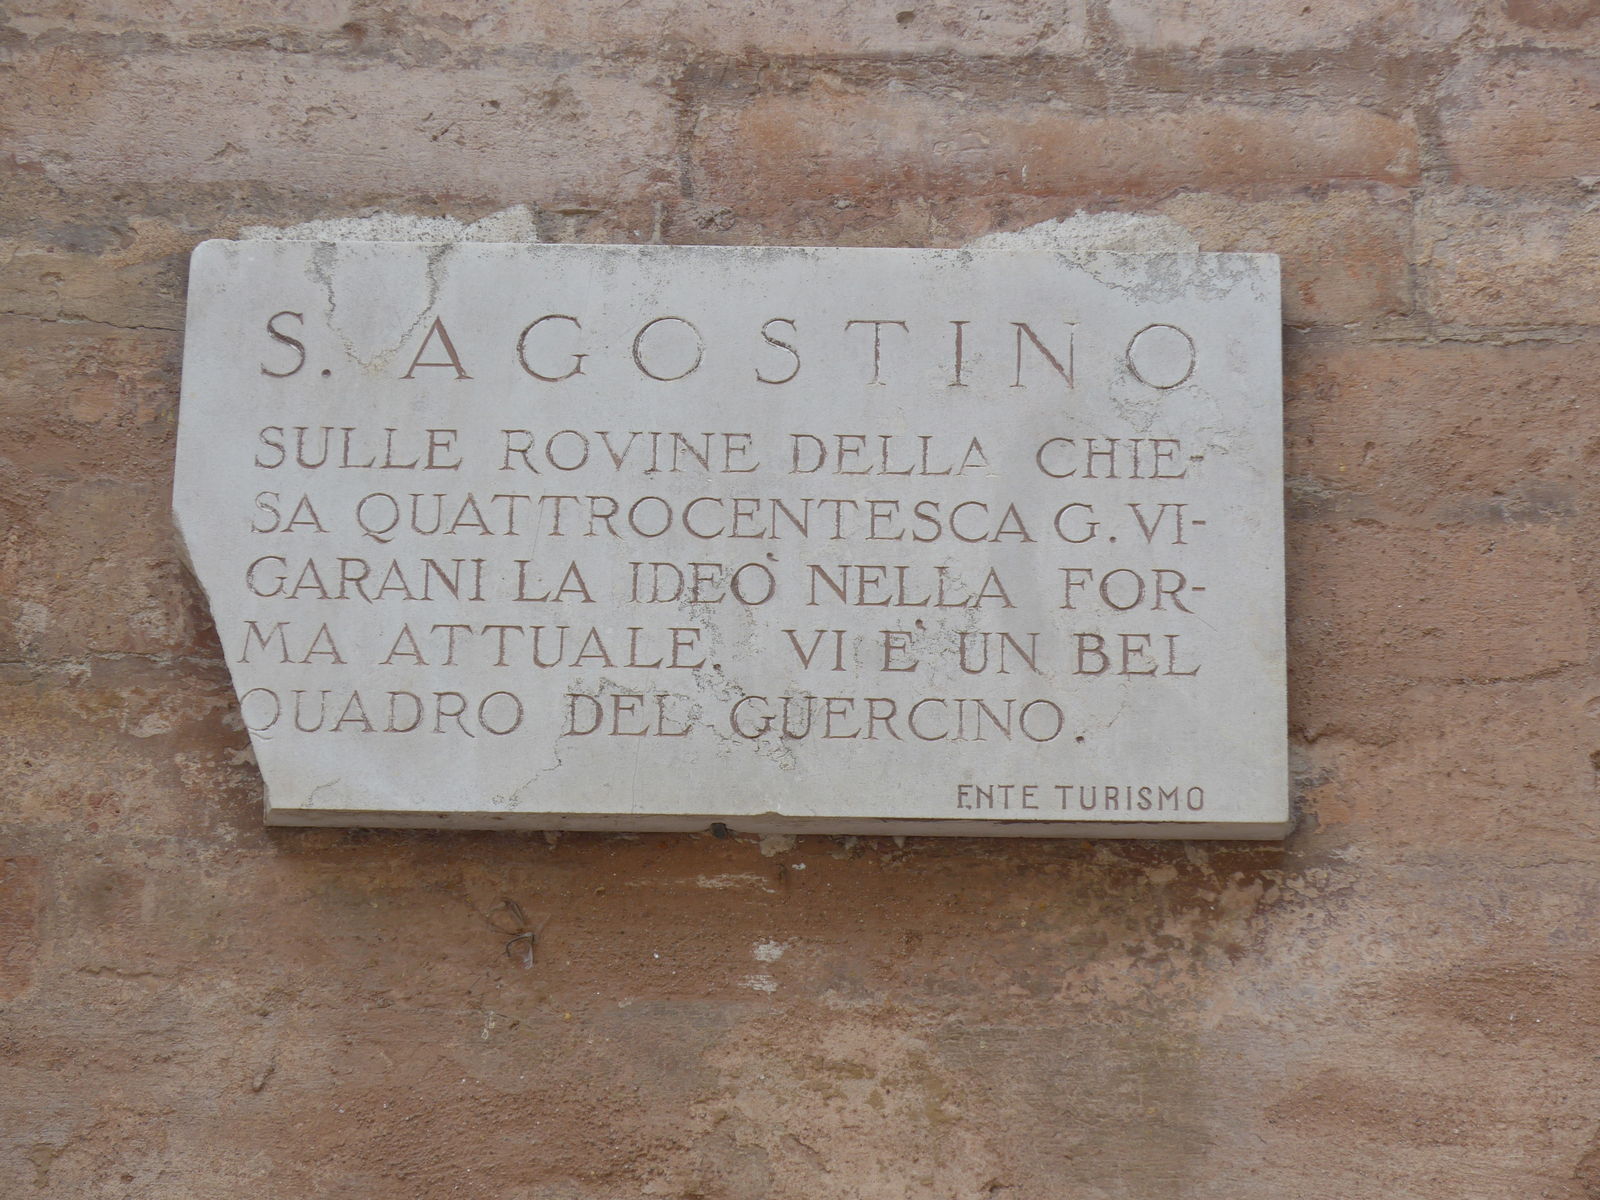 S. AGOSTINO
SULLE ROVINE DELLA CHIE-
SA QUATTROCENTESCA G. VI-
GARANI LA IDEÒ NELLA FOR-
MA ATTUALE. VI E' UN BEL
QUADRO DEL GUERCINO.
ENTE TURISMO